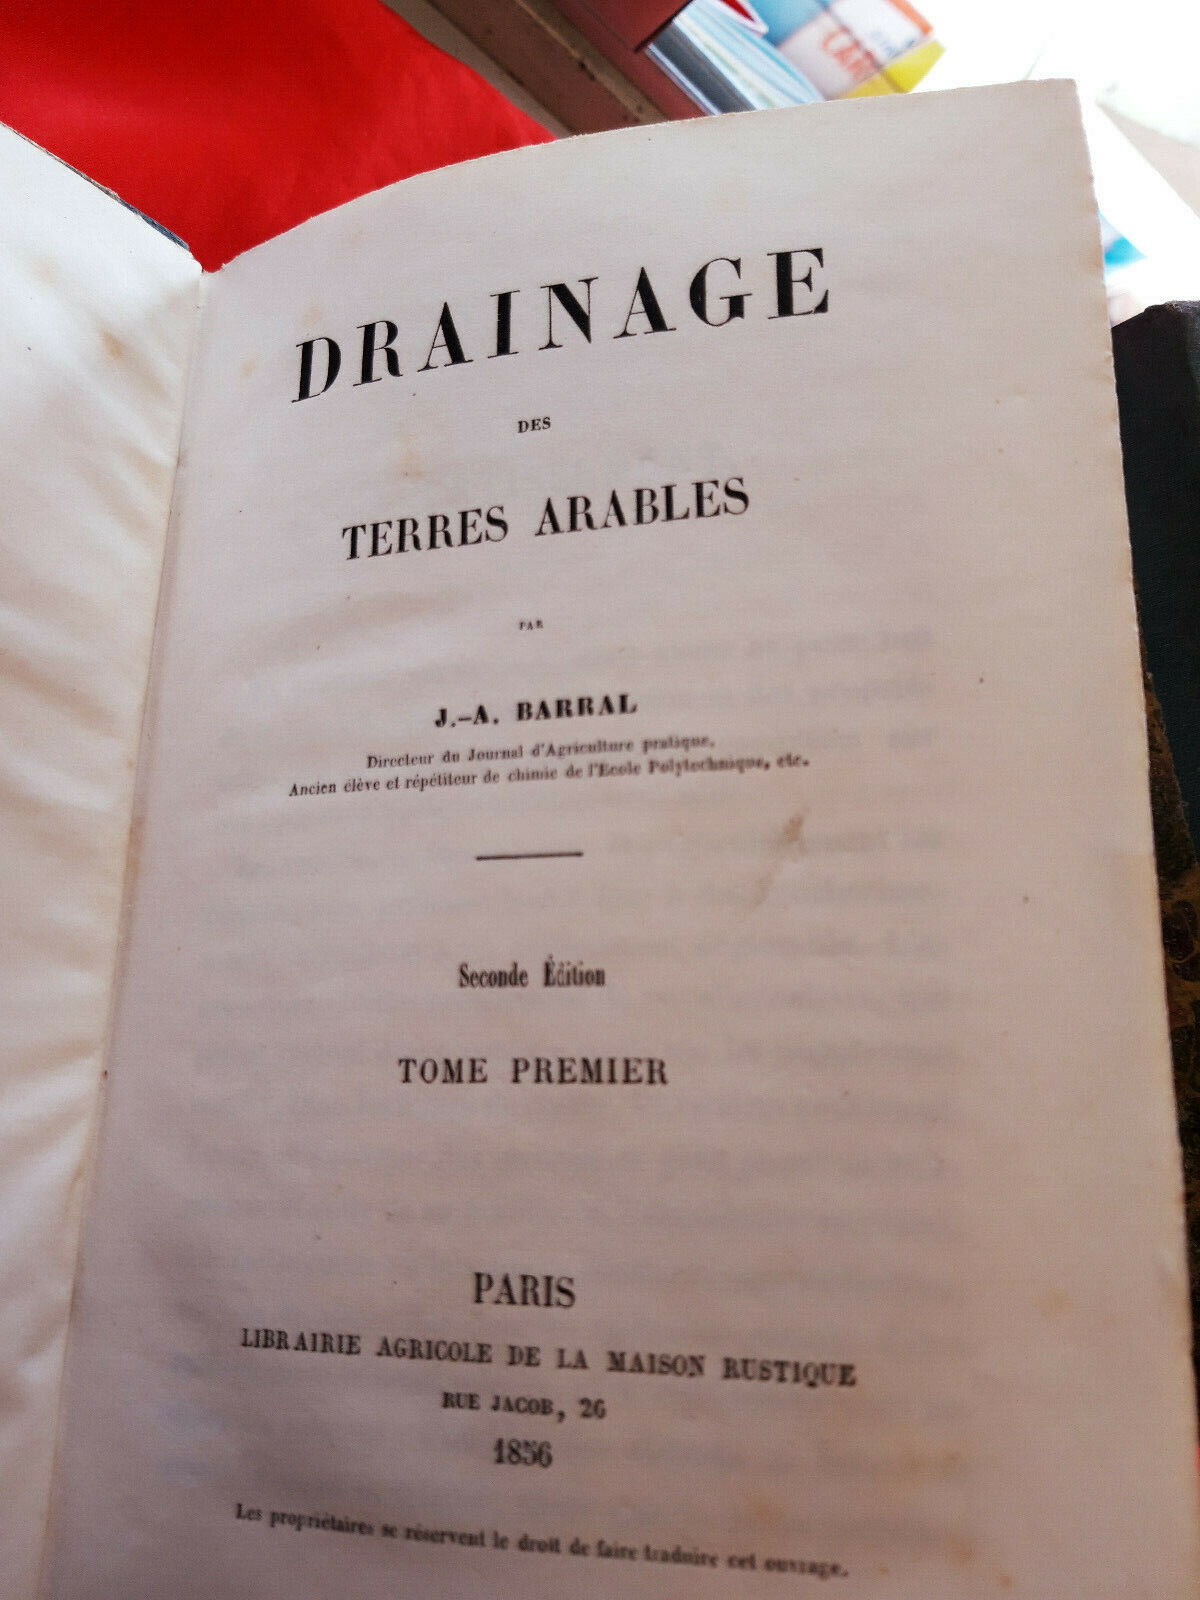 DRAINAGE
DES
TERRES ARABLES
PAR
J.-A. BARRAL
Directeur du Journal d'Agriculture pratique,
Ancien élève et répétiteur de chimie de l'École Polytechnique, etc.
Seconde Édition
TOME PREMIER
PARIS
LIBRAIRIE AGRICOLE DE LA MAISON RUSTIQUE
RUE JACOB, 26
1856
Les propriétaires se réservent le droit de faire traduire cet ouvrage.